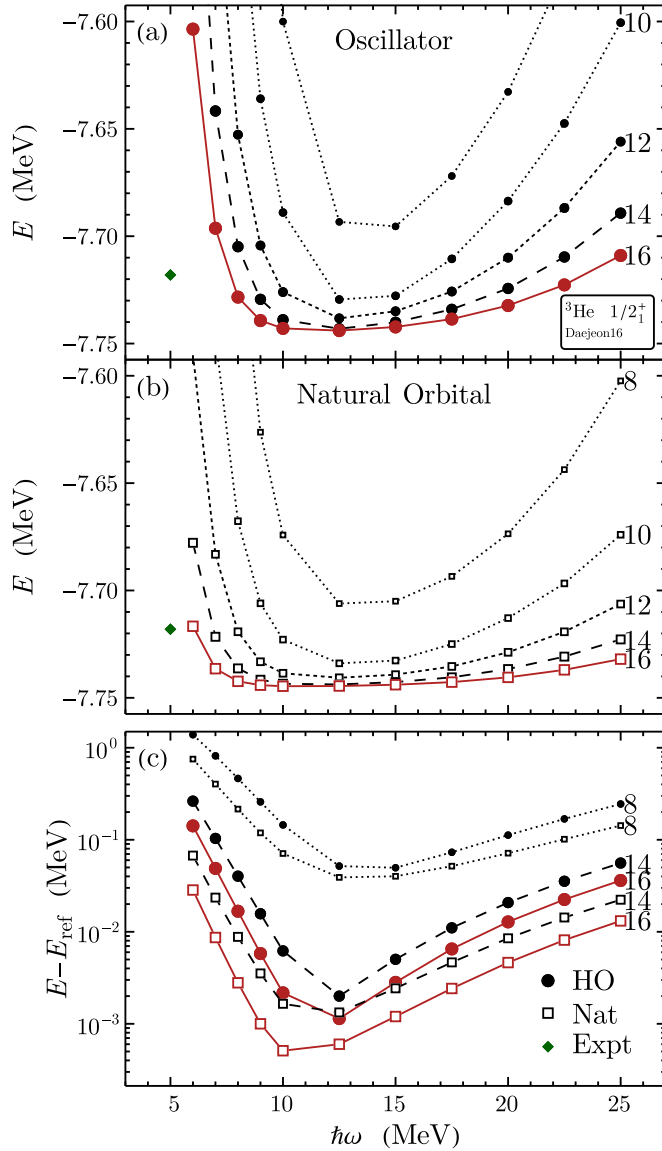 (a)
Oscillator
−7.60
−7.65
−7.70
−7.75
E (MeV)
10
12
14
16
³He 1/2₁⁺
Daejeon16
(b)
Natural Orbital
−7.60
−7.65
−7.70
−7.75
E (MeV)
8
10
12
14
16
(c)
10⁰
10⁻¹
10⁻²
10⁻³
E−E_ref (MeV)
8
8
14
16
14
16
HO
Nat
Expt
5 10 15 20 25
ħω (MeV)